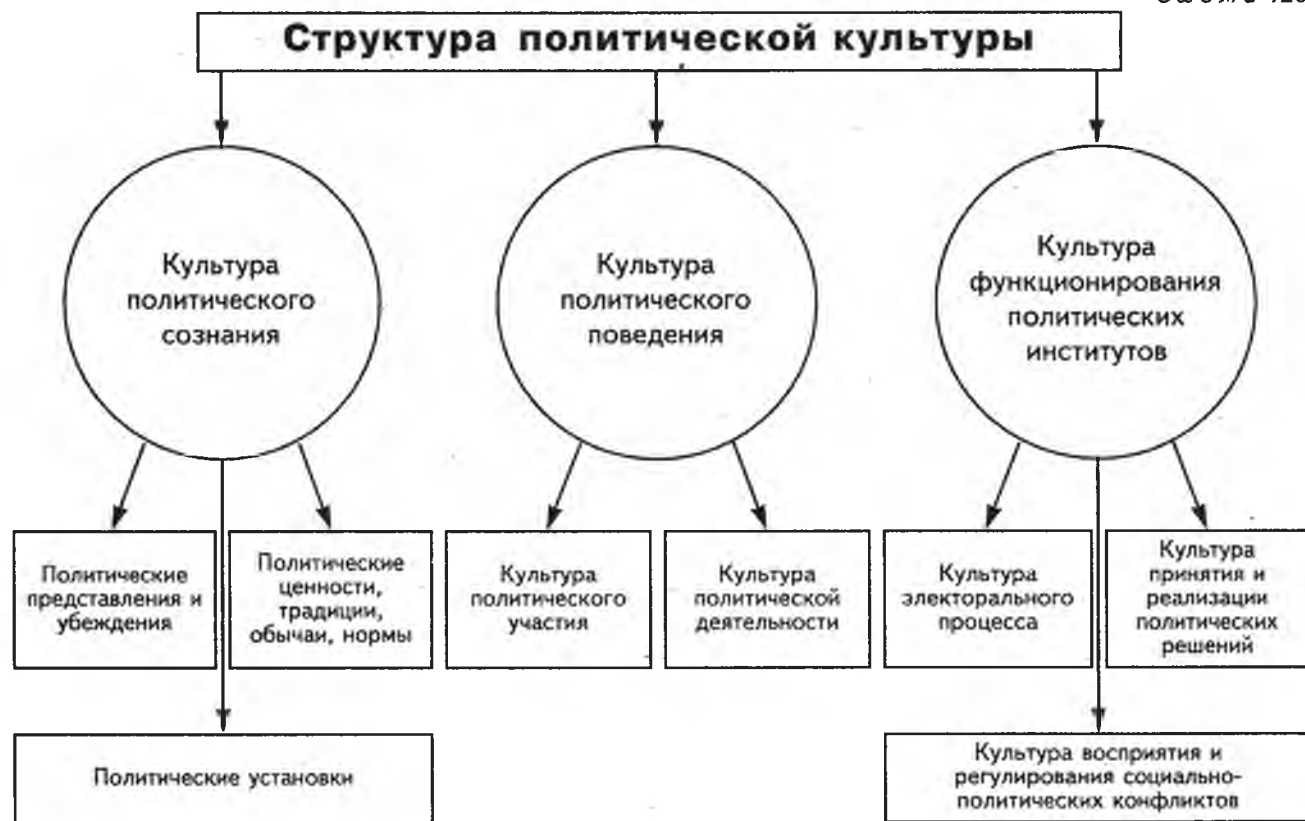 Структура политической культуры
Культура
политического
сознания
Культура
политического
поведения
Культура
функционирования
политических
институтов
Политические
представления и
убеждения
Политические
ценности,
традиции,
обычаи, нормы
Культура
политического
участия
Культура
политической
деятельности
Культура
электорального
процесса
Культура
принятия и
реализации
политических
решений
Политические установки
Культура восприятия и
регулирования социально-
политических конфликтов